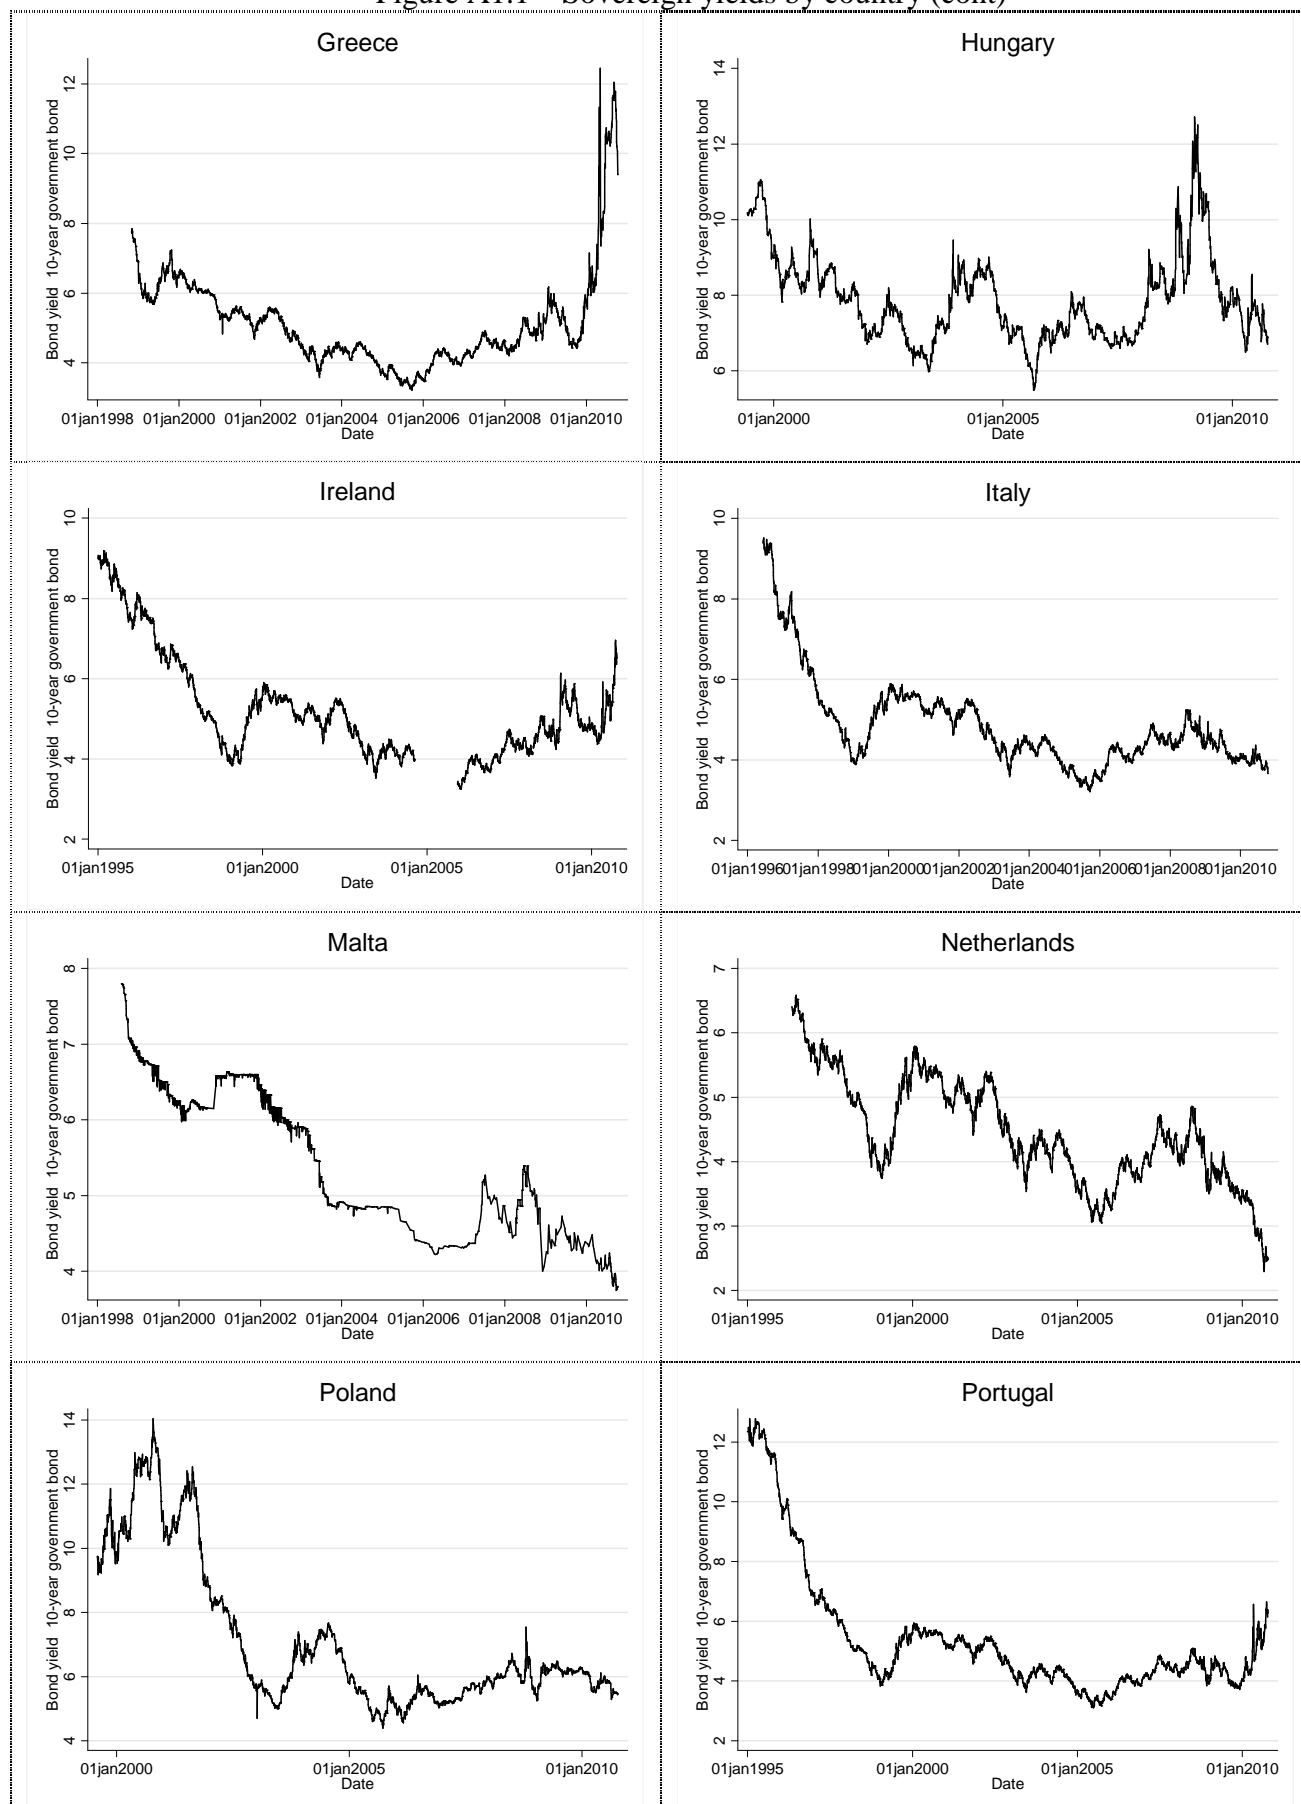 Figure A1.1 – Sovereign yields by country (cont)
Greece
Bond yield 10-year government bond
4 6 8 10 12
01jan1998 01jan2000 01jan2002 01jan2004 01jan2006 01jan2008 01jan2010
Date
Hungary
Bond yield 10-year government bond
6 8 10 12 14
01jan2000 01jan2005 01jan2010
Date
Ireland
Bond yield 10-year government bond
2 4 6 8 10
01jan1995 01jan2000 01jan2005 01jan2010
Date
Italy
Bond yield 10-year government bond
2 4 6 8 10
01jan1996 01jan1998 01jan2000 01jan2002 01jan2004 01jan2006 01jan2008 01jan2010
Date
Malta
Bond yield 10-year government bond
4 5 6 7 8
01jan1998 01jan2000 01jan2002 01jan2004 01jan2006 01jan2008 01jan2010
Date
Netherlands
Bond yield 10-year government bond
2 3 4 5 6 7
01jan1995 01jan2000 01jan2005 01jan2010
Date
Poland
Bond yield 10-year government bond
4 6 8 10 12 14
01jan2000 01jan2005 01jan2010
Date
Portugal
Bond yield 10-year government bond
2 4 6 8 10 12
01jan1995 01jan2000 01jan2005 01jan2010
Date